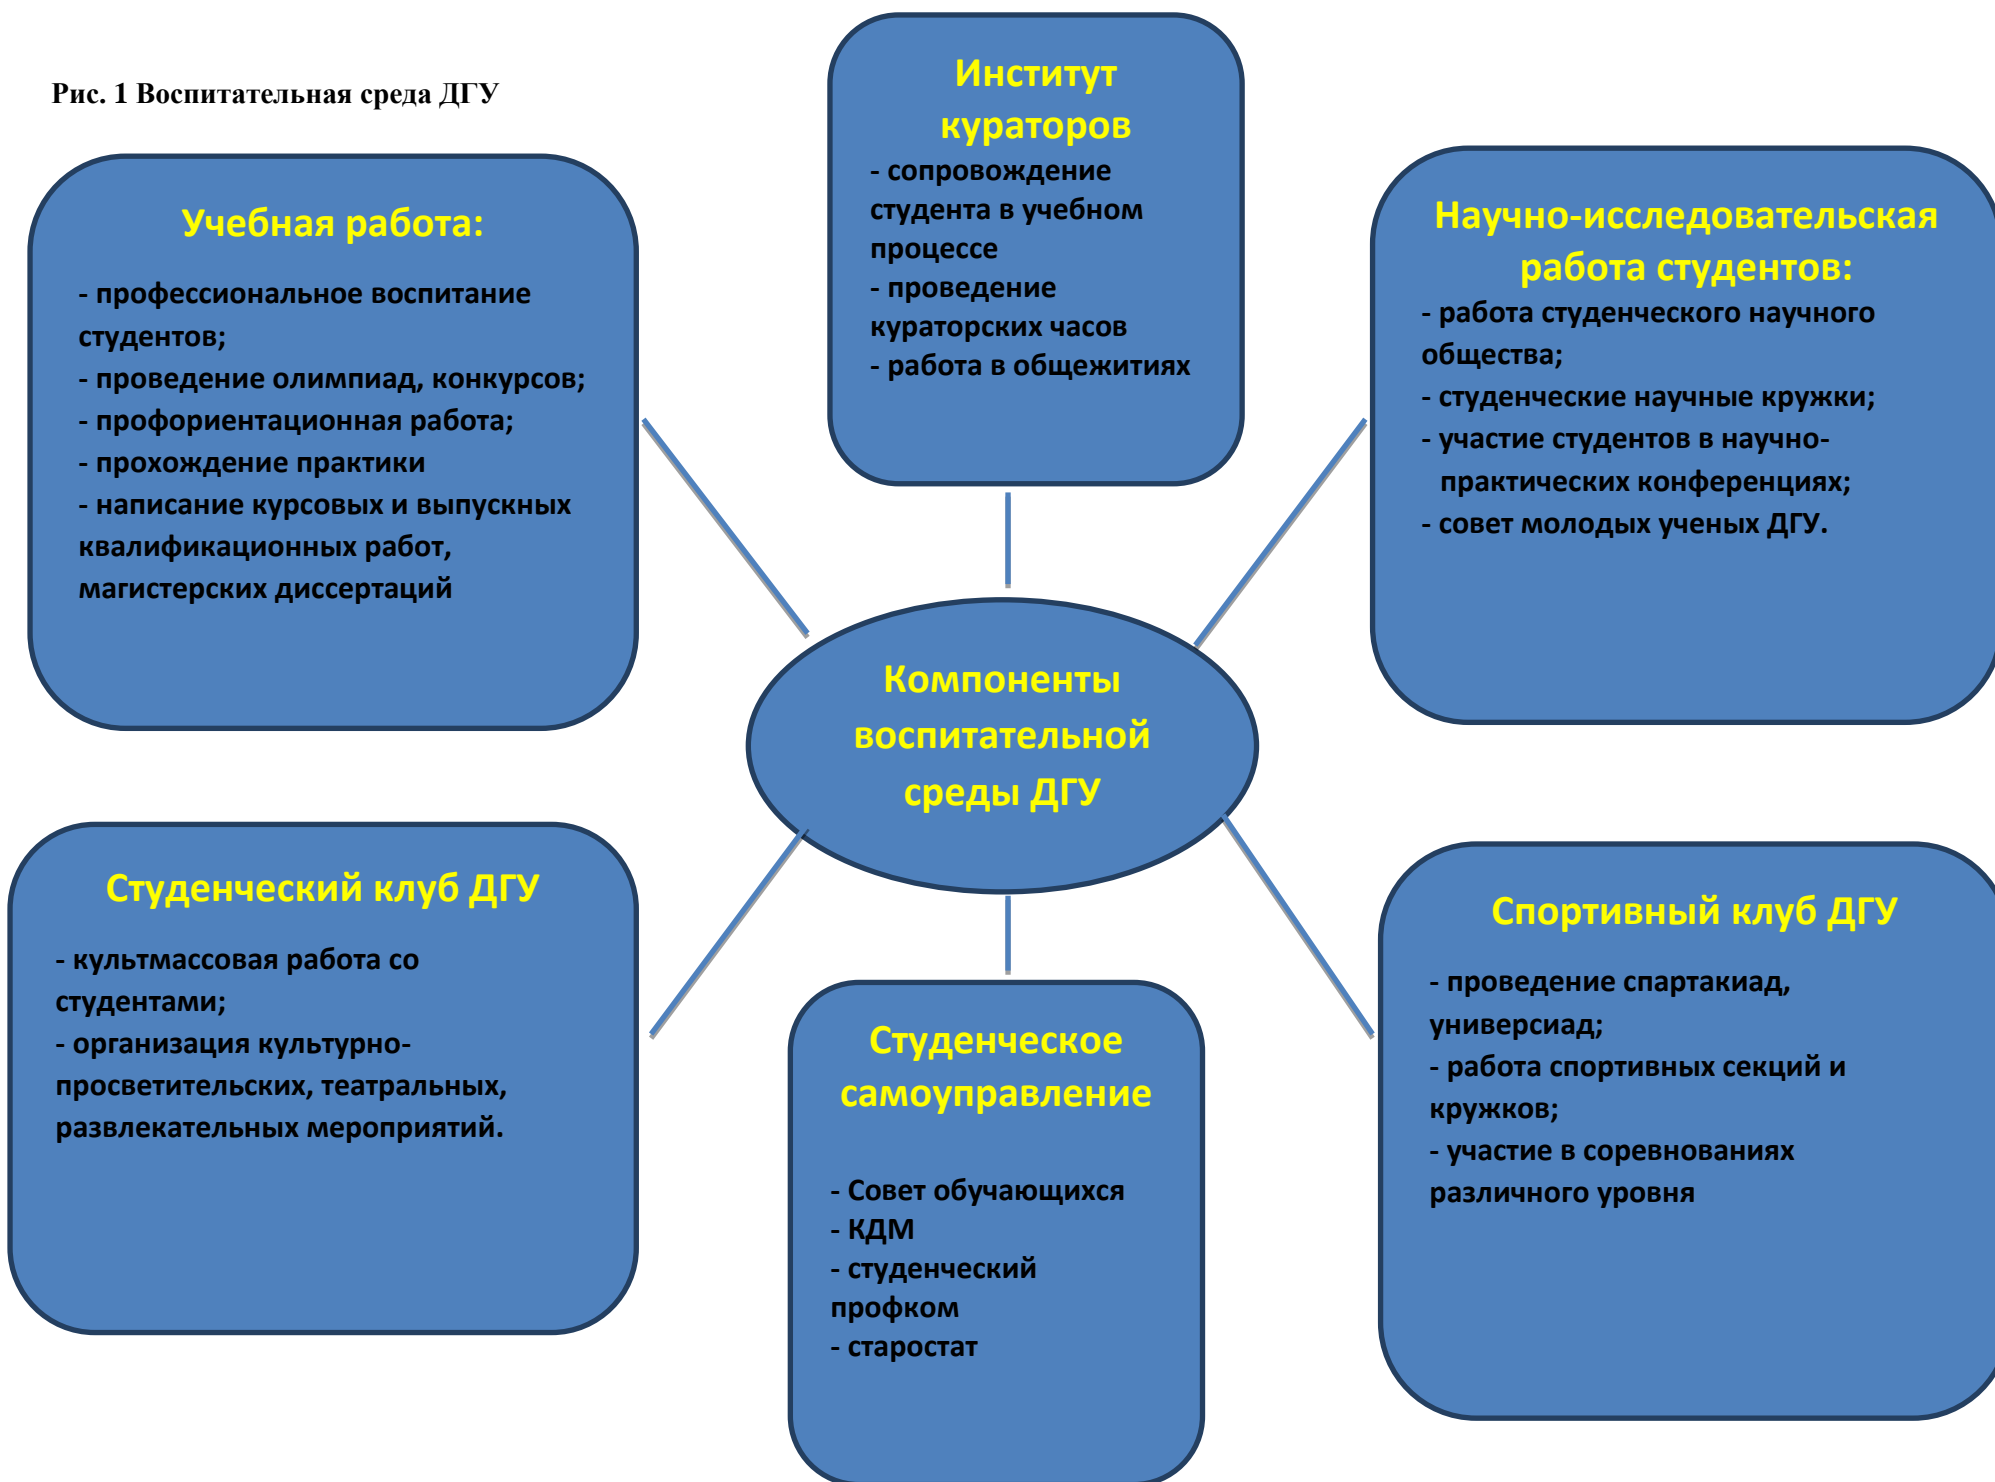 Рис. 1 Воспитательная среда ДГУ
Институт
кураторов
- сопровождение
студента в учебном
процессе
- проведение
кураторских часов
- работа в общежитиях
Учебная работа:
- профессиональное воспитание
студентов;
- проведение олимпиад, конкурсов;
- профориентационная работа;
- прохождение практики
- написание курсовых и выпускных
квалификационных работ,
магистерских диссертаций
Научно-исследовательская
работа студентов:
- работа студенческого научного
общества;
- студенческие научные кружки;
- участие студентов в научно-
практических конференциях;
- совет молодых ученых ДГУ.
Компоненты
воспитательной
среды ДГУ
Студенческий клуб ДГУ
- культмассовая работа со
студентами;
- организация культурно-
просветительских, театральных,
развлекательных мероприятий.
Студенческое
самоуправление
- Совет обучающихся
- КДМ
- студенческий
профком
- старостат
Спортивный клуб ДГУ
- проведение спартакиад,
универсиад;
- работа спортивных секций и
кружков;
- участие в соревнованиях
различного уровня